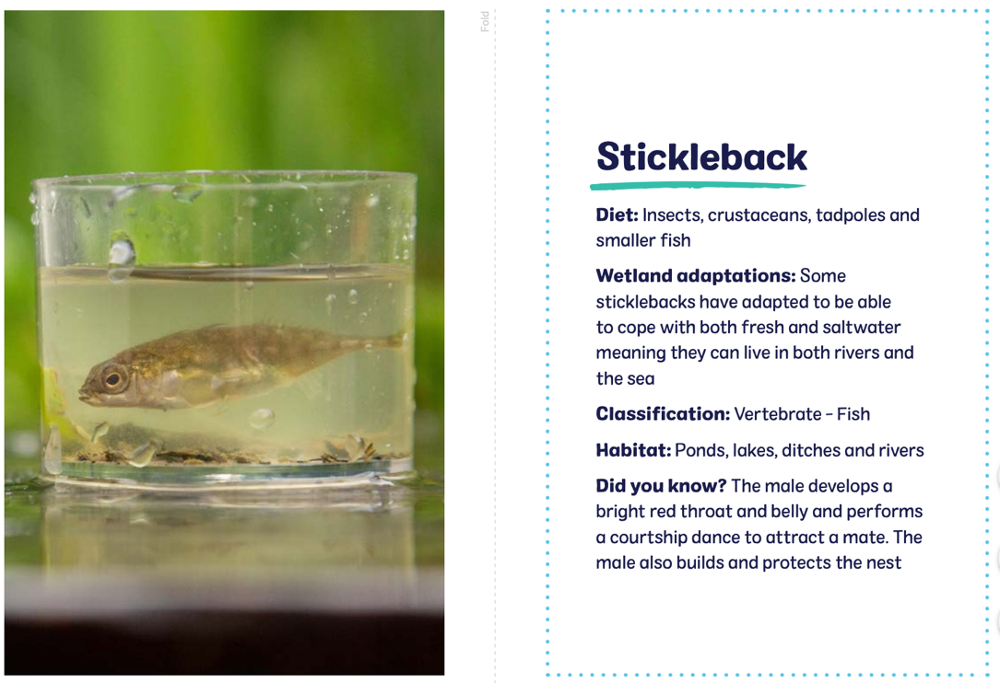 Fold
Stickleback
Diet: Insects, crustaceans, tadpoles and
smaller fish
Wetland adaptations: Some
sticklebacks have adapted to be able
to cope with both fresh and saltwater
meaning they can live in both rivers and
the sea
Classification: Vertebrate - Fish
Habitat: Ponds, lakes, ditches and rivers
Did you know? The male develops a
bright red throat and belly and performs
a courtship dance to attract a mate. The
male also builds and protects the nest